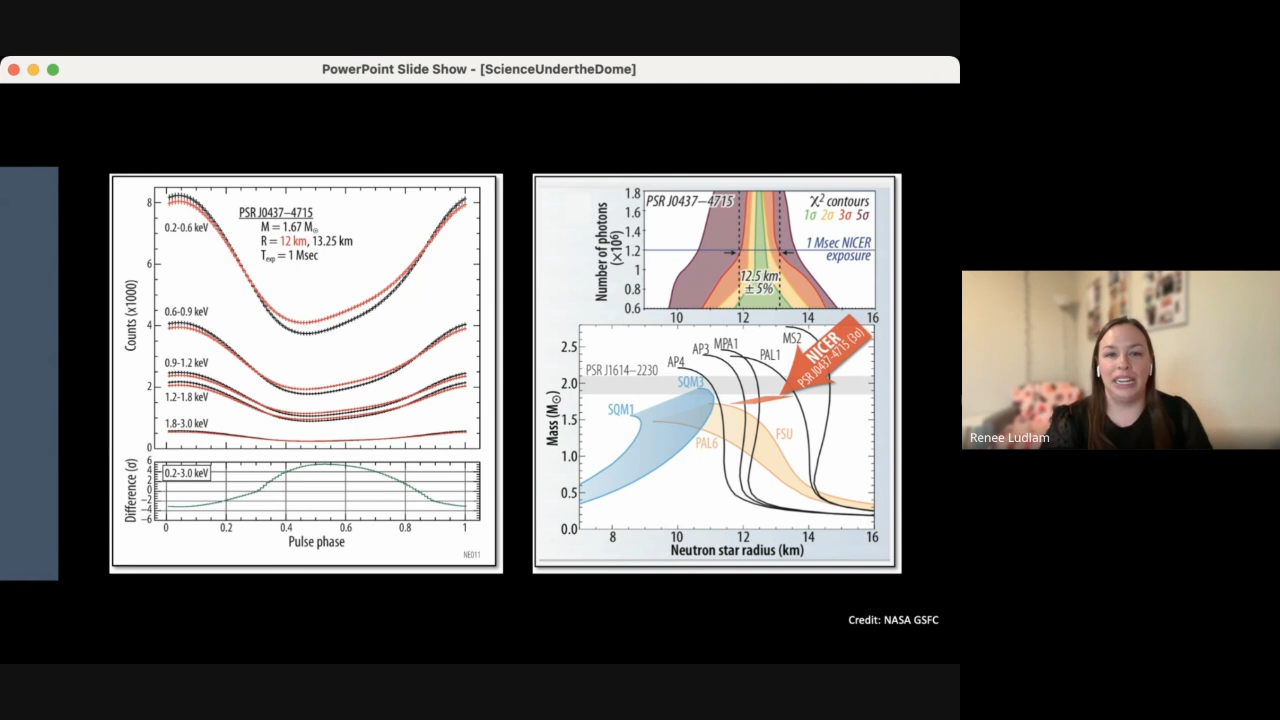 PowerPoint Slide Show - [ScienceUndertheDome]
PSR J0437–4715
M = 1.67 M☉
R = 12 km, 13.25 km
Texp = 1 Msec
0.2-0.6 keV
0.6-0.9 keV
0.9-1.2 keV
1.2-1.8 keV
1.8-3.0 keV
Counts (x1000)
8
6
4
2
0
0.2-3.0 keV
Difference (σ)
6
4
2
0
−2
−4
−6
0
0.2
0.4
0.6
0.8
1
Pulse phase
NE011
PSR J0437–4715
χ² contours
1σ 2σ 3σ 5σ
1 Msec NICER
exposure
12.5 km
± 5%
Number of photons
(×10⁶)
1.8
1.6
1.4
1.2
1
0.8
0.6
10
12
14
16
NICER
PSR J0437–4715 (3σ)
MS2
MPA1
AP3
PAL1
AP4
PSR J1614–2230
SQM3
SQM1
PAL6
FSU
Mass (M☉)
2.5
2.0
1.5
1.0
0.5
0.0
8
10
12
14
16
Neutron star radius (km)
Credit: NASA GSFC
Renee Ludlam